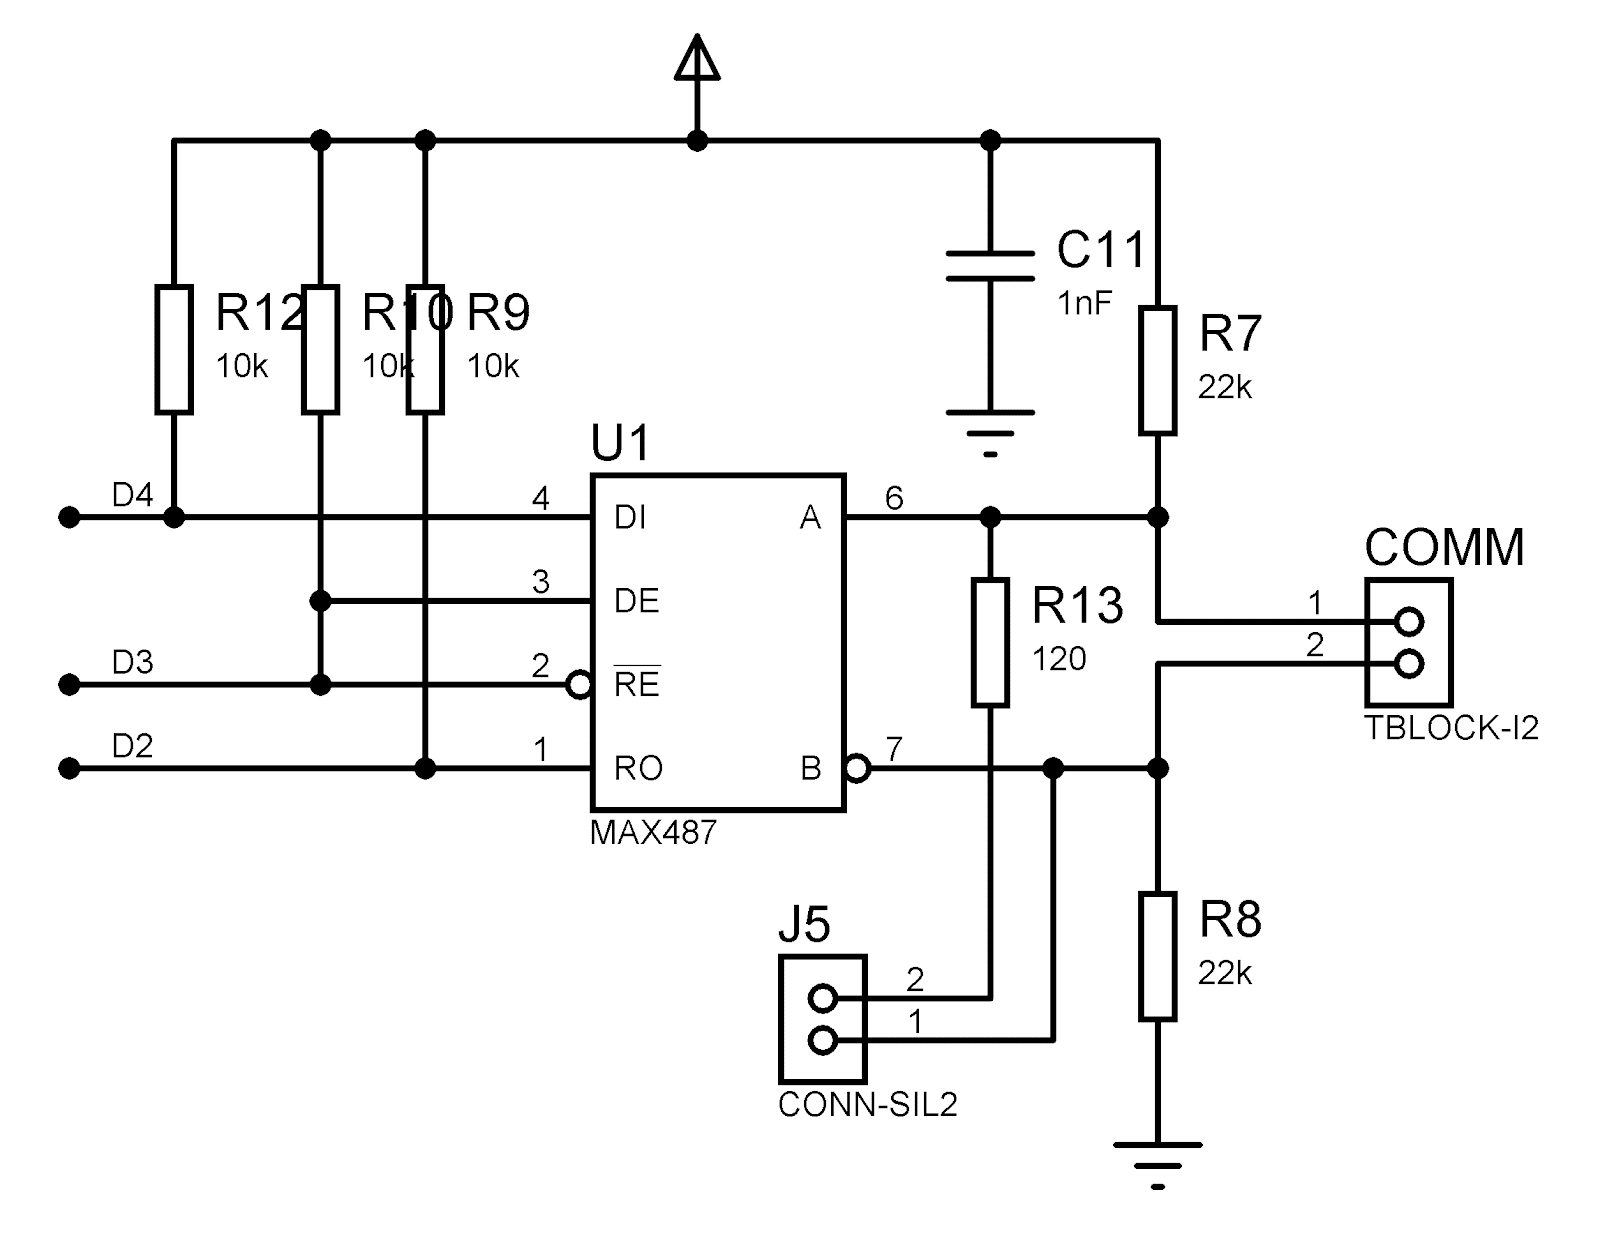 C11
1nF
R12
10k
R10
10k
R9
10k
R7
22k
U1
D4
4
DI
A
6
COMM
3
DE
R13
120
1
2
D3
2
RE
TBLOCK-I2
D2
1
RO
B
7
MAX487
J5
2
1
CONN-SIL2
R8
22k